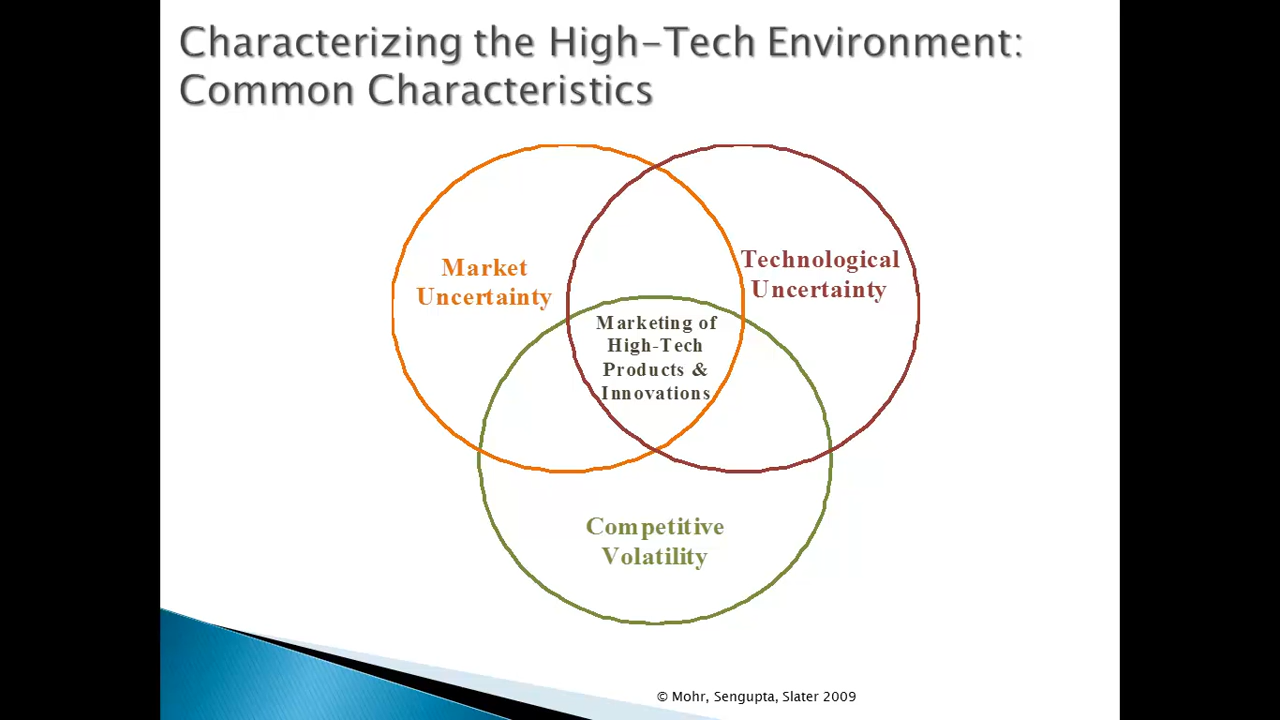 Characterizing the High-Tech Environment:
Common Characteristics
Market
Uncertainty
Technological
Uncertainty
Marketing of
High-Tech
Products &
Innovations
Competitive
Volatility
© Mohr, Sengupta, Slater 2009